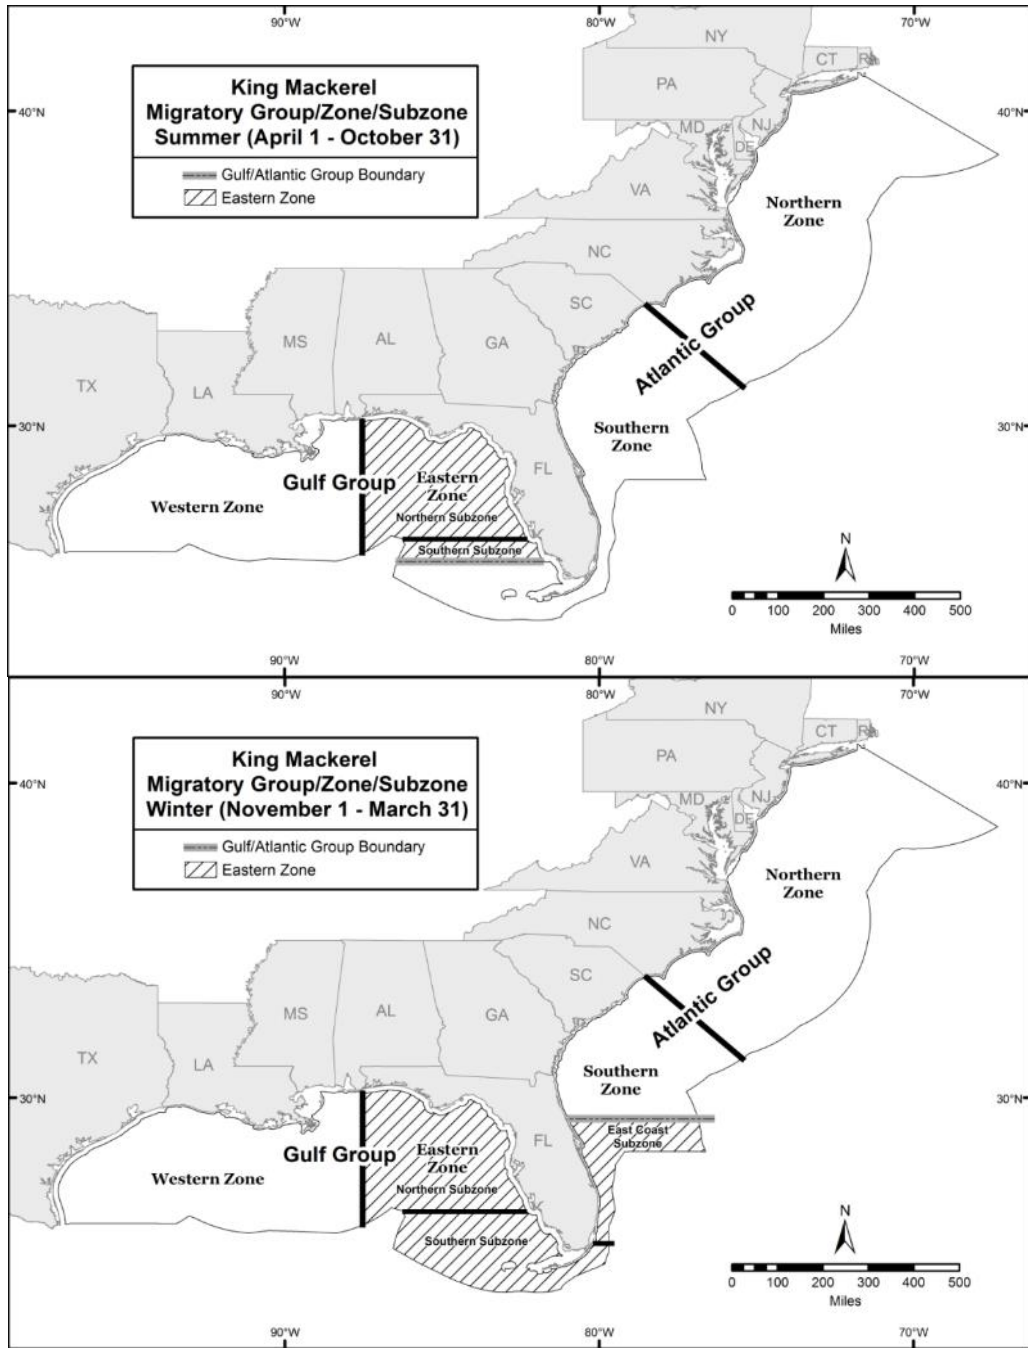 90°W
80°W
70°W
King Mackerel
Migratory Group/Zone/Subzone
Summer (April 1 - October 31)
Gulf/Atlantic Group Boundary
Eastern Zone
40°N
40°N
30°N
30°N
NY
CT
RI
PA
NJ
MD
DE
VA
NC
SC
MS
AL
GA
TX
LA
FL
Northern
Zone
Atlantic Group
Southern
Zone
Gulf Group
Western Zone
Eastern
Zone
Northern Subzone
Southern Subzone
N
0 100 200 300 400 500
Miles
90°W
80°W
70°W
King Mackerel
Migratory Group/Zone/Subzone
Winter (November 1 - March 31)
Gulf/Atlantic Group Boundary
Eastern Zone
40°N
40°N
30°N
30°N
NY
CT
RI
PA
NJ
MD
DE
VA
NC
SC
MS
AL
GA
TX
LA
FL
Northern
Zone
Atlantic Group
Southern
Zone
East Coast
Subzone
Gulf Group
Western Zone
Eastern
Zone
Northern Subzone
Southern Subzone
N
0 100 200 300 400 500
Miles
90°W
80°W
70°W